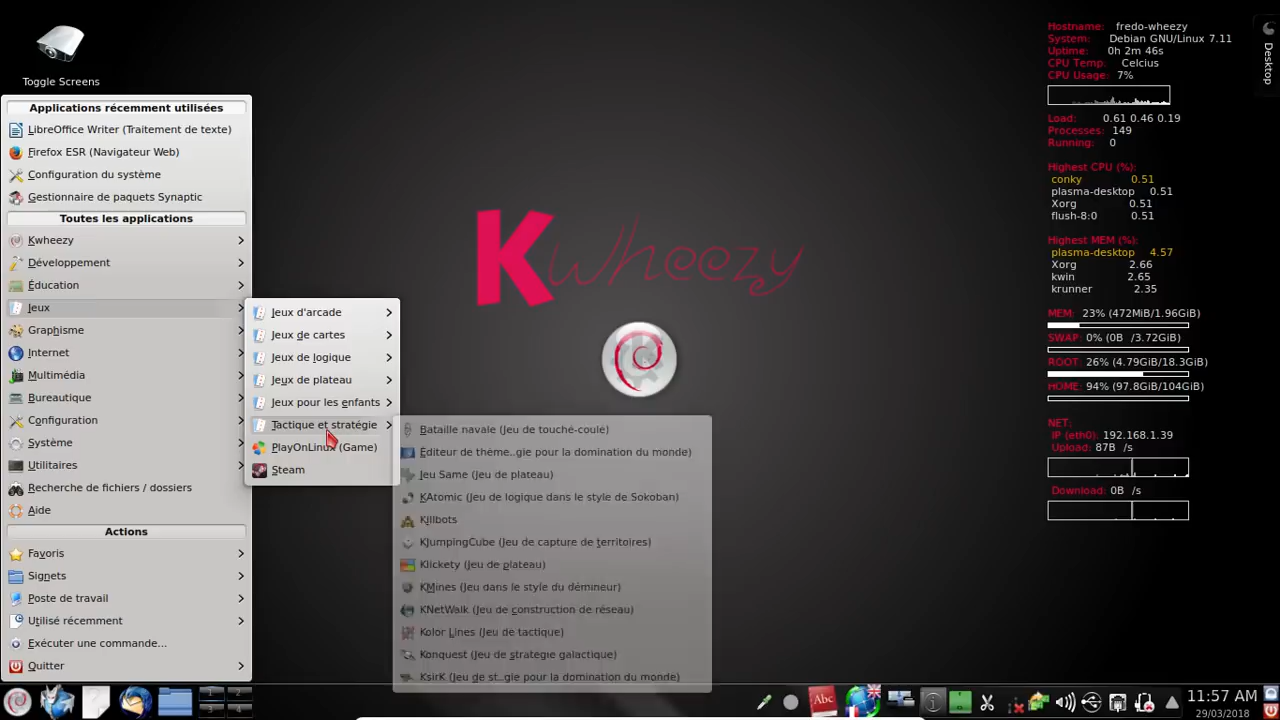 Toggle Screens
Applications récemment utilisées
LibreOffice Writer (Traitement de texte)
Firefox ESR (Navigateur Web)
Configuration du système
Gestionnaire de paquets Synaptic
Toutes les applications
Kwheezy
Développement
Éducation
Jeux
Graphisme
Internet
Multimédia
Bureautique
Configuration
Système
Utilitaires
Recherche de fichiers / dossiers
Aide
Actions
Favoris
Signets
Poste de travail
Utilisé récemment
Exécuter une commande...
Quitter
Jeux d'arcade
Jeux de cartes
Jeux de logique
Jeux de plateau
Jeux pour les enfants
Tactique et stratégie
PlayOnLinux (Game)
Steam
Bataille navale (Jeu de touché-coulé)
Éditeur de thème..gie pour la domination du monde)
Jeu Same (Jeu de plateau)
KAtomic (Jeu de logique dans le style de Sokoban)
Killbots
KJumpingCube (Jeu de capture de territoires)
Klickety (Jeu de plateau)
KMines (Jeu dans le style du démineur)
KNetWalk (Jeu de construction de réseau)
Kolor Lines (Jeu de tactique)
Konquest (Jeu de stratégie galactique)
KsirK (Jeu de st..gie pour la domination du monde)
Kwheezy
Hostname: fredo-wheezy
System: Debian GNU/Linux 7.11
Uptime: 0h 2m 46s
CPU Temp: Celcius
CPU Usage: 7%
Load: 0.61 0.46 0.19
Processes: 149
Running: 0
Highest CPU (%)
conky 0.51
plasma-desktop 0.51
Xorg 0.51
flush-8:0 0.51
Highest MEM (%)
plasma-desktop 4.57
Xorg 2.66
kwin 2.65
krunner 2.35
MEM: 23% (472MiB/1.96GiB)
SWAP: 0% (0B /3.72GiB)
ROOT: 26% (4.79GiB/18.3GiB)
HOME: 94% (97.8GiB/104GiB)
NET:
IP (eth0): 192.168.1.39
Upload: 87B /s
Download: 0B /s
Desktop
1 2
3 4
Abc
11:57 AM
29/03/2018